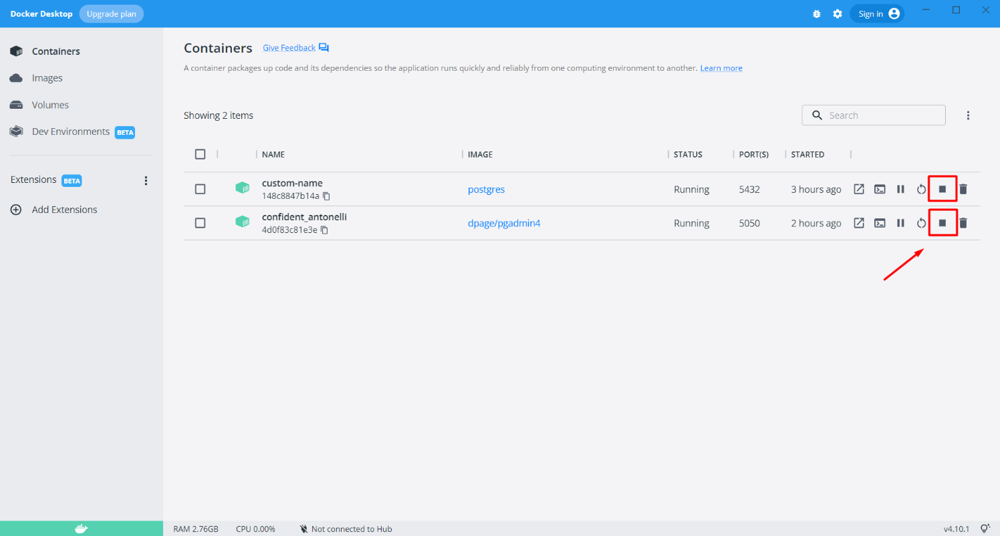 Docker Desktop Upgrade plan Sign in
Containers
Images
Volumes
Dev Environments BETA
Extensions BETA
Add Extensions
Containers Give Feedback
A container packages up code and its dependencies so the application runs quickly and reliably from one computing environment to another. Learn more
Showing 2 items Search
NAME IMAGE STATUS PORT(S) STARTED
custom-name
148c8847b14a
postgres Running 5432 3 hours ago
confident_antonelli
4d0f83c81e3e
dpage/pgadmin4 Running 5050 2 hours ago
RAM 2.76GB CPU 0.00% Not connected to Hub v4.10.1